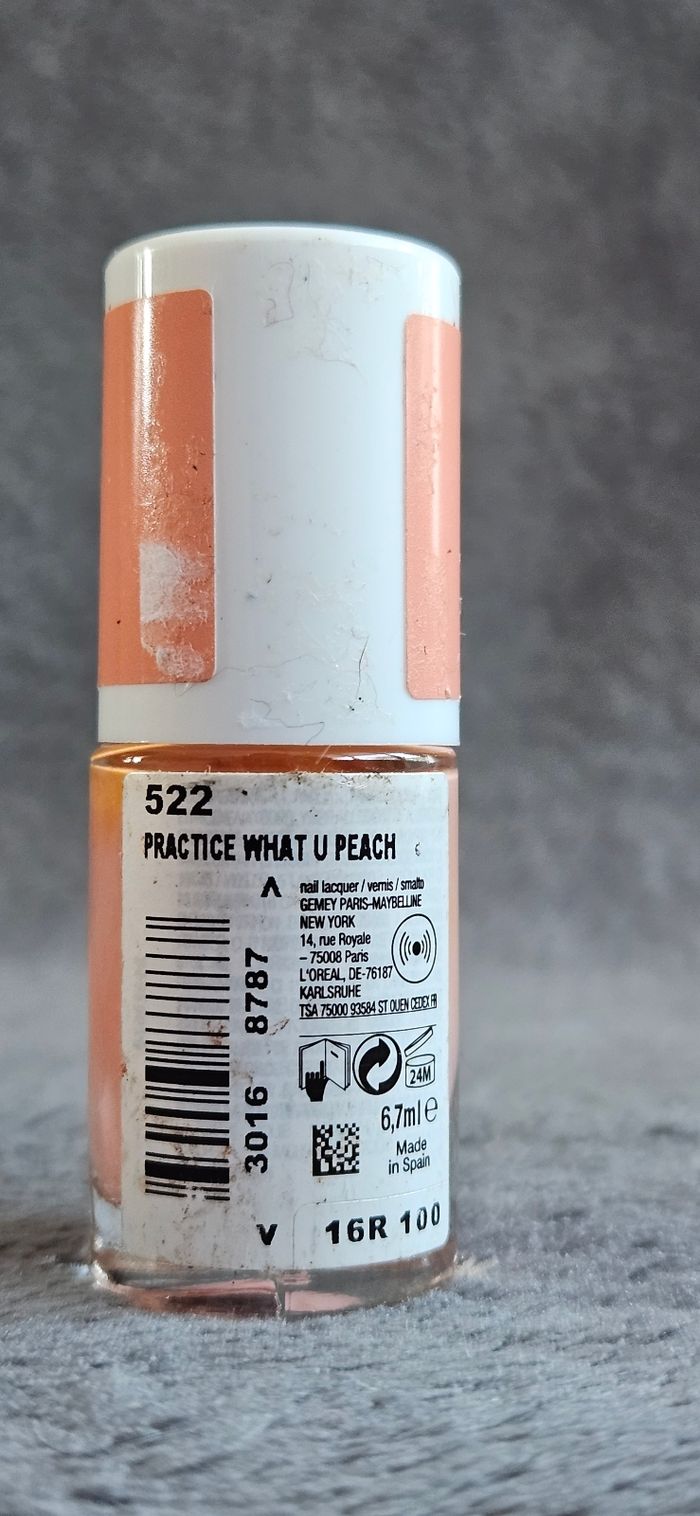 522
PRACTICE WHAT U PEACH
nail lacquer / vernis / smalto
GEMEY PARIS-MAYBELLINE
NEW YORK
14, rue Royale
– 75008 Paris
L'OREAL, DE-76187
KARLSRUHE
TSA 75000 93584 ST OUEN CEDEX FR
3016 8787
24M
6,7ml e
Made
in Spain
16R 100